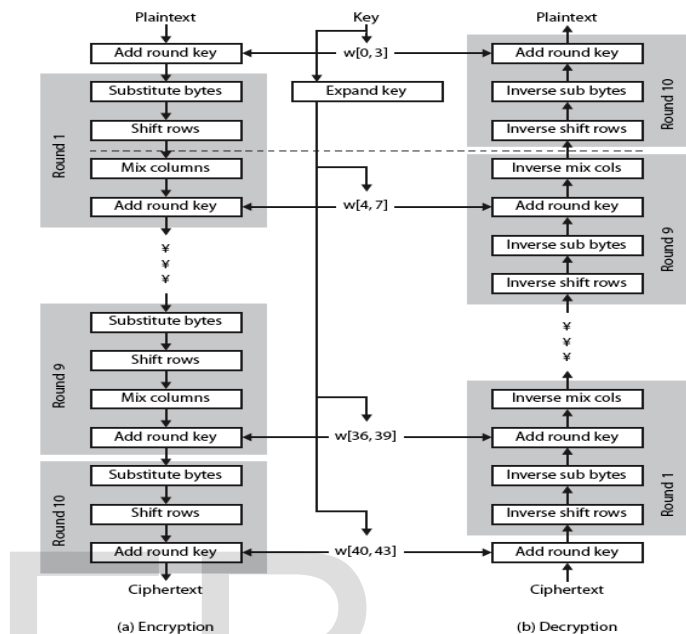 Plaintext
Add round key
Round 1
Substitute bytes
Shift rows
Mix columns
Add round key
¥
¥
¥
Round 9
Substitute bytes
Shift rows
Mix columns
Add round key
Round 10
Substitute bytes
Shift rows
Add round key
Ciphertext
(a) Encryption
Key
w[0, 3]
Expand key
w[4, 7]
w[36, 39]
w[40, 43]
Plaintext
Add round key
Inverse sub bytes
Inverse shift rows
Round 10
Inverse mix cols
Add round key
Inverse sub bytes
Inverse shift rows
Round 9
¥
¥
¥
Inverse mix cols
Add round key
Inverse sub bytes
Inverse shift rows
Round 1
Add round key
Ciphertext
(b) Decryption